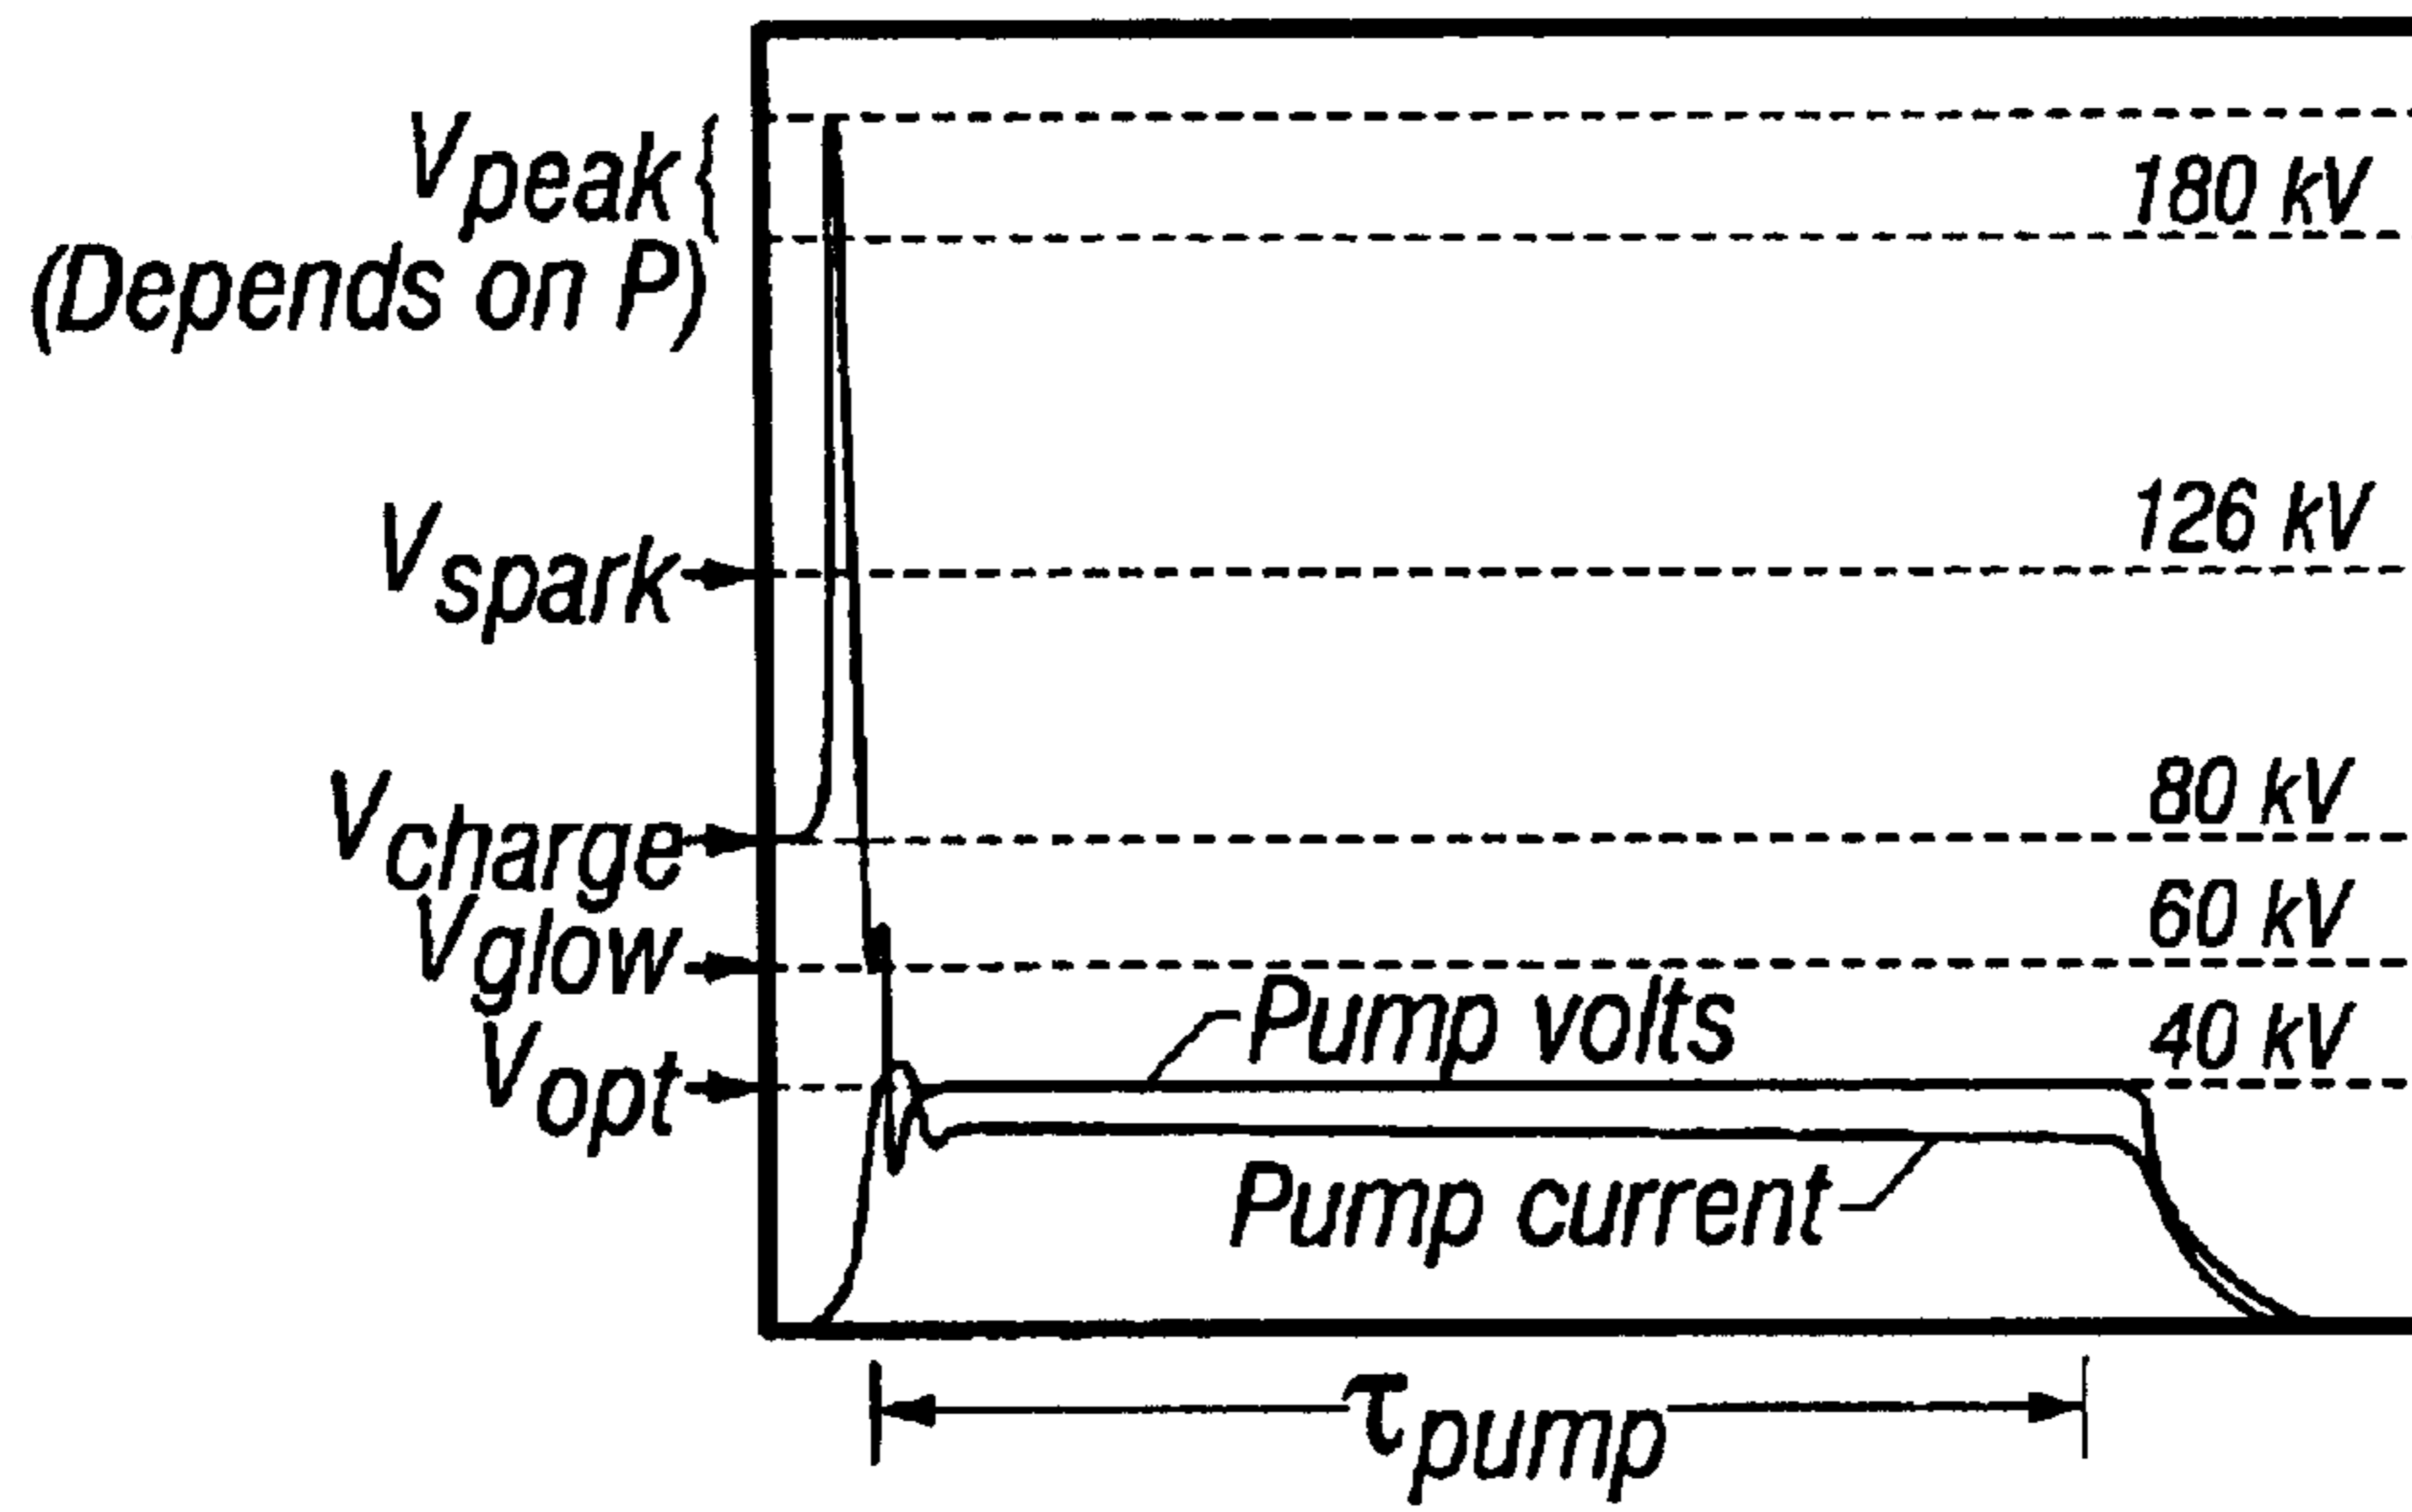 Vpeak{
(Depends on P)
180 kV
Vspark
126 kV
Vcharge
80 kV
Vglow
60 kV
Vopt
40 kV
Pump volts
Pump current
τpump